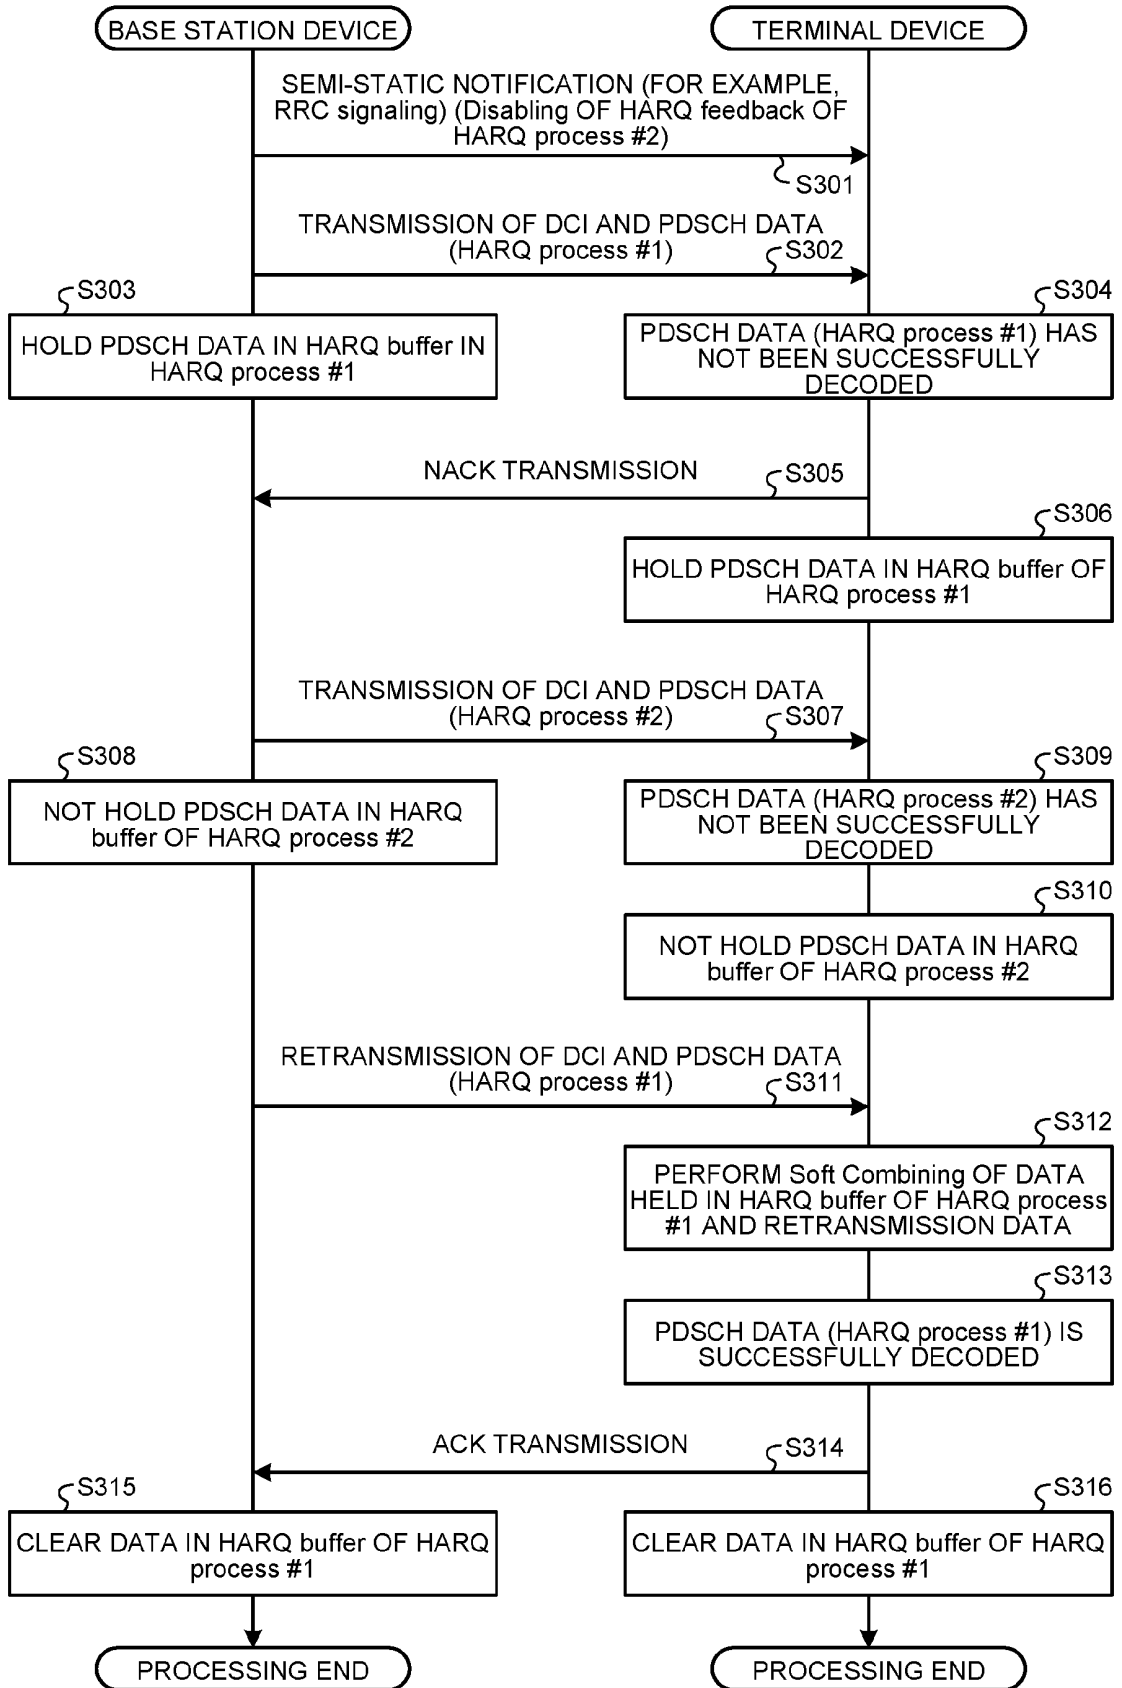 BASE STATION DEVICE
TERMINAL DEVICE
SEMI-STATIC NOTIFICATION (FOR EXAMPLE,
RRC signaling) (Disabling OF HARQ feedback OF
HARQ process #2)
S301
TRANSMISSION OF DCI AND PDSCH DATA
(HARQ process #1)
S302
S303
HOLD PDSCH DATA IN HARQ buffer IN
HARQ process #1
S304
PDSCH DATA (HARQ process #1) HAS
NOT BEEN SUCCESSFULLY
DECODED
NACK TRANSMISSION
S305
S306
HOLD PDSCH DATA IN HARQ buffer OF
HARQ process #1
TRANSMISSION OF DCI AND PDSCH DATA
(HARQ process #2)
S307
S308
NOT HOLD PDSCH DATA IN HARQ
buffer OF HARQ process #2
S309
PDSCH DATA (HARQ process #2) HAS
NOT BEEN SUCCESSFULLY
DECODED
S310
NOT HOLD PDSCH DATA IN HARQ
buffer OF HARQ process #2
RETRANSMISSION OF DCI AND PDSCH DATA
(HARQ process #1)
S311
S312
PERFORM Soft Combining OF DATA
HELD IN HARQ buffer OF HARQ process
#1 AND RETRANSMISSION DATA
S313
PDSCH DATA (HARQ process #1) IS
SUCCESSFULLY DECODED
ACK TRANSMISSION
S314
S315
CLEAR DATA IN HARQ buffer OF HARQ
process #1
S316
CLEAR DATA IN HARQ buffer OF HARQ
process #1
PROCESSING END
PROCESSING END